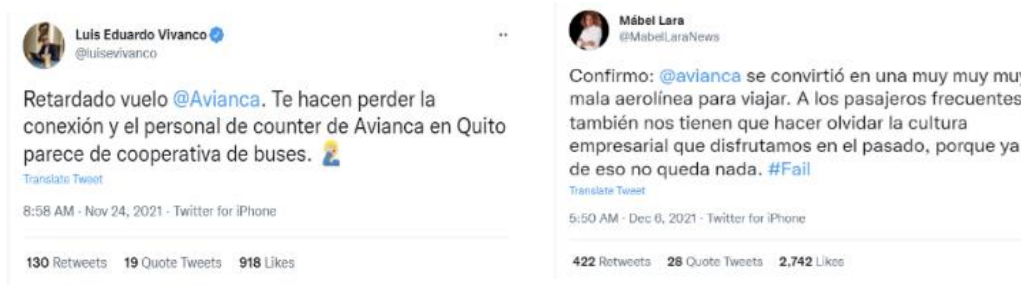 Luis Eduardo Vivanco
@luisevivanco
Retardado vuelo @Avianca. Te hacen perder la
conexión y el personal de counter de Avianca en Quito
parece de cooperativa de buses. 🤦🏼‍♂️
Translate Tweet
8:58 AM · Nov 24, 2021 · Twitter for iPhone
130 Retweets 19 Quote Tweets 918 Likes
Mábel Lara
@MabelLaraNews
Confirmo: @avianca se convirtió en una muy muy muy
mala aerolínea para viajar. A los pasajeros frecuentes
también nos tienen que hacer olvidar la cultura
empresarial que disfrutamos en el pasado, porque ya
de eso no queda nada. #Fail
Translate Tweet
5:50 AM · Dec 6, 2021 · Twitter for iPhone
422 Retweets 28 Quote Tweets 2,742 Likes